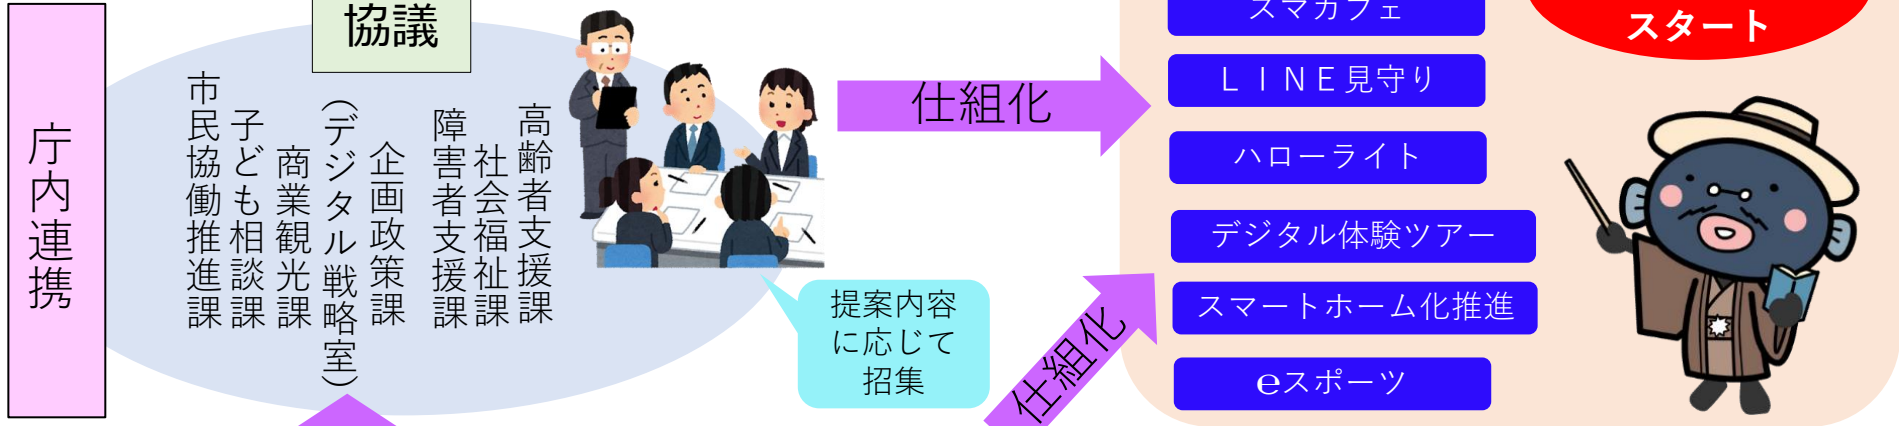 庁内連携
協議
高齢者支援課
社会福祉課
障害者支援課
企画政策課
（デジタル戦略室）
商業観光課
子ども相談課
市民協働推進課
提案内容
に応じて
招集
仕組化
仕組化
スマカフェ
ＬＩＮＥ見守り
ハローライト
デジタル体験ツアー
スマートホーム化推進
eスポーツ
スタート